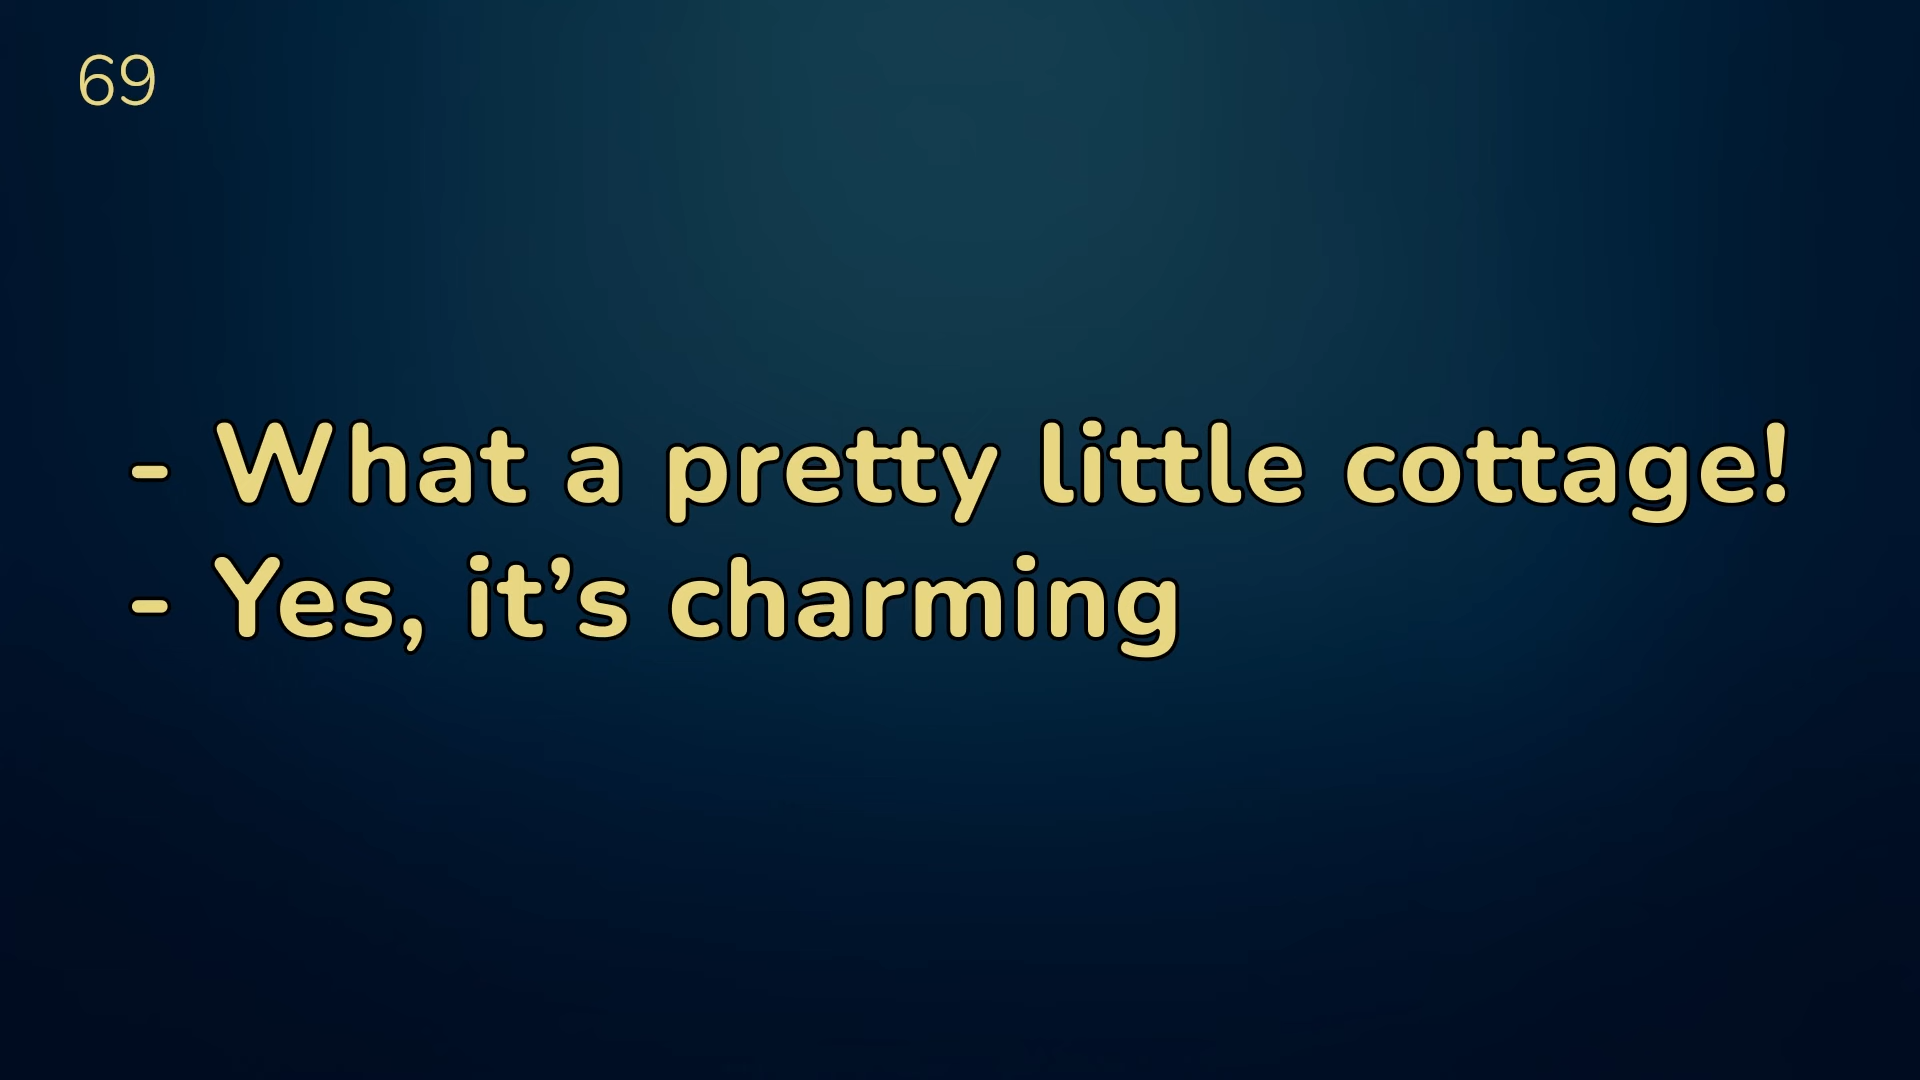 69
- What a pretty little cottage!
- Yes, it’s charming